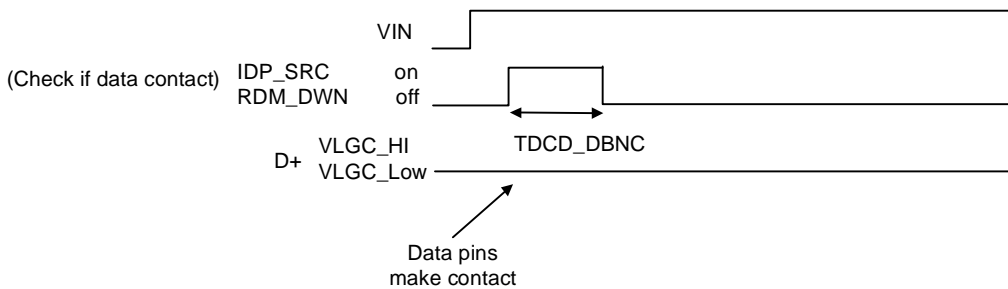 VIN
(Check if data contact) IDP_SRC on
RDM_DWN off
D+ VLGC_HI TDCD_DBNC
VLGC_Low
Data pins
make contact